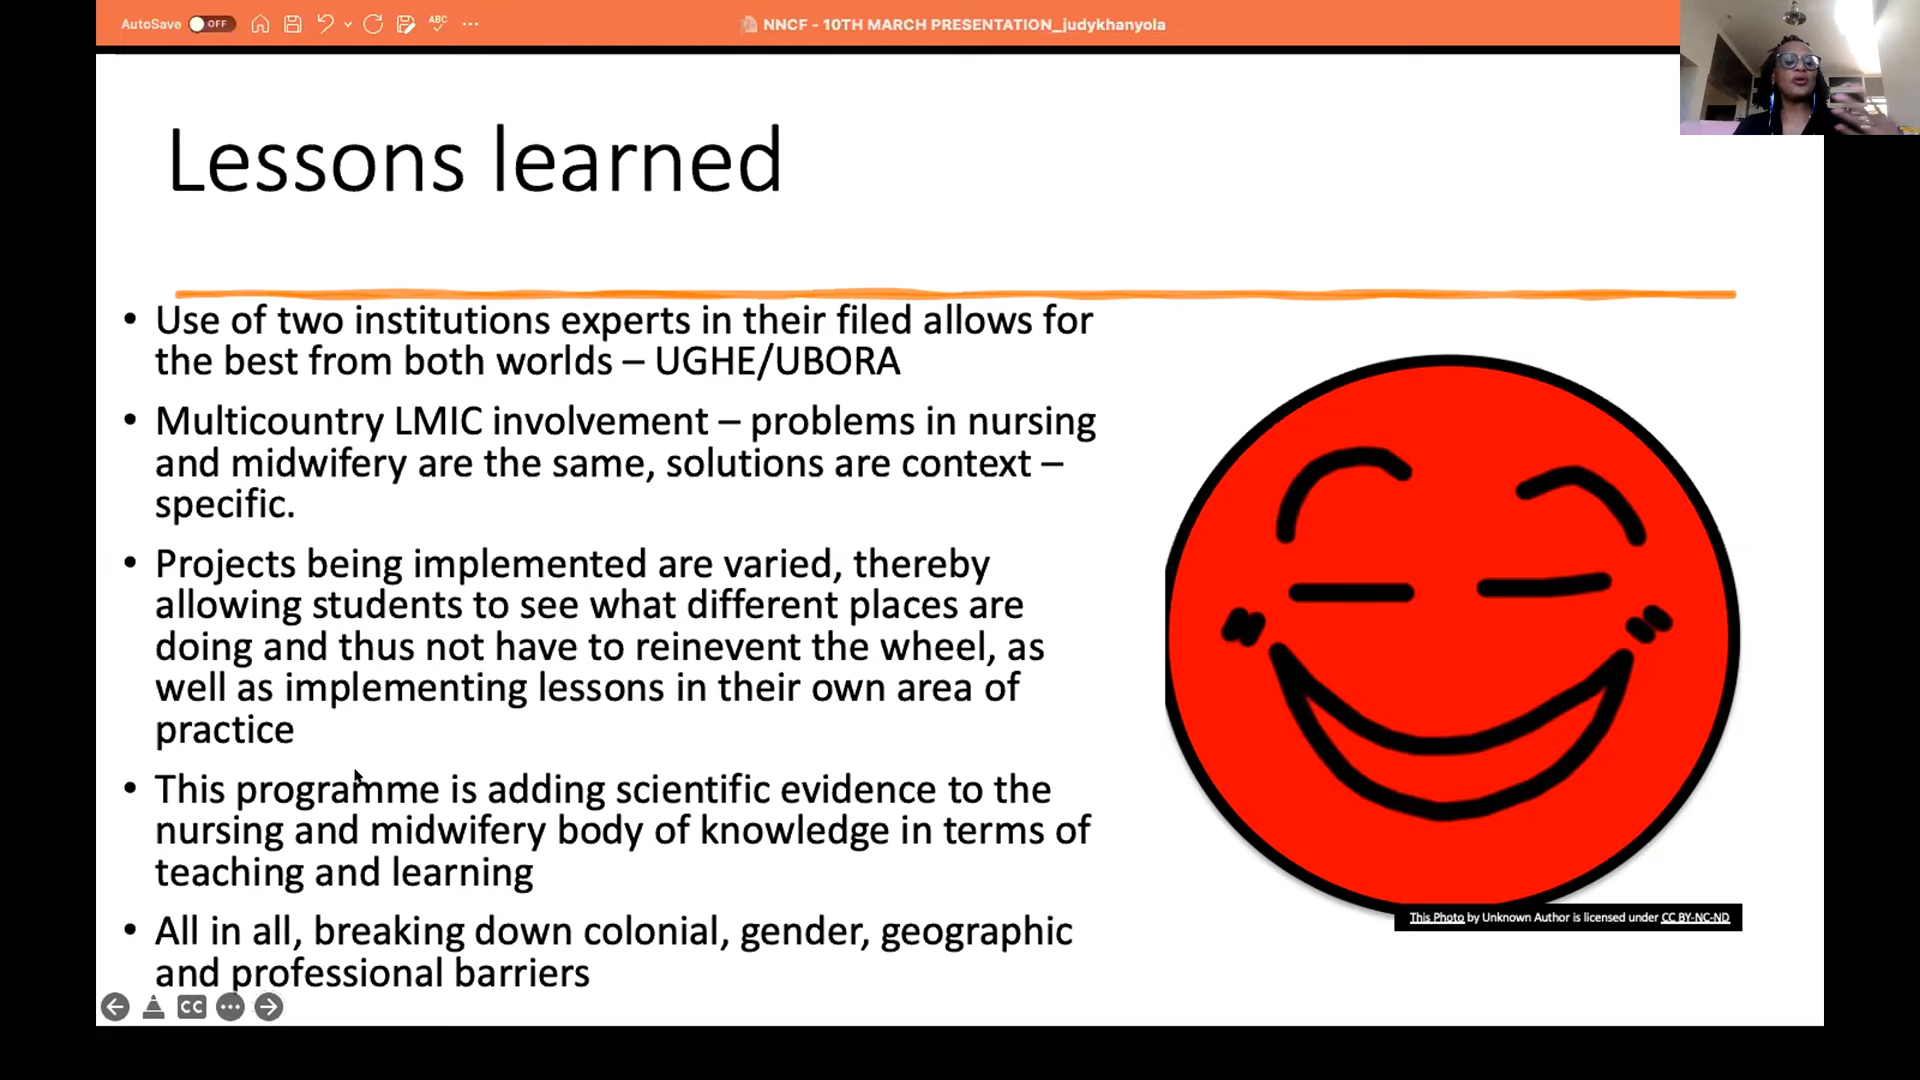 AutoSave OFF
ABC
NNCF - 10TH MARCH PRESENTATION_judykhanyola
Lessons learned
• Use of two institutions experts in their filed allows for
the best from both worlds – UGHE/UBORA
• Multicountry LMIC involvement – problems in nursing
and midwifery are the same, solutions are context –
specific.
• Projects being implemented are varied, thereby
allowing students to see what different places are
doing and thus not have to reinevent the wheel, as
well as implementing lessons in their own area of
practice
• This programme is adding scientific evidence to the
nursing and midwifery body of knowledge in terms of
teaching and learning
• All in all, breaking down colonial, gender, geographic
and professional barriers
This Photo by Unknown Author is licensed under CC BY-NC-ND
CC